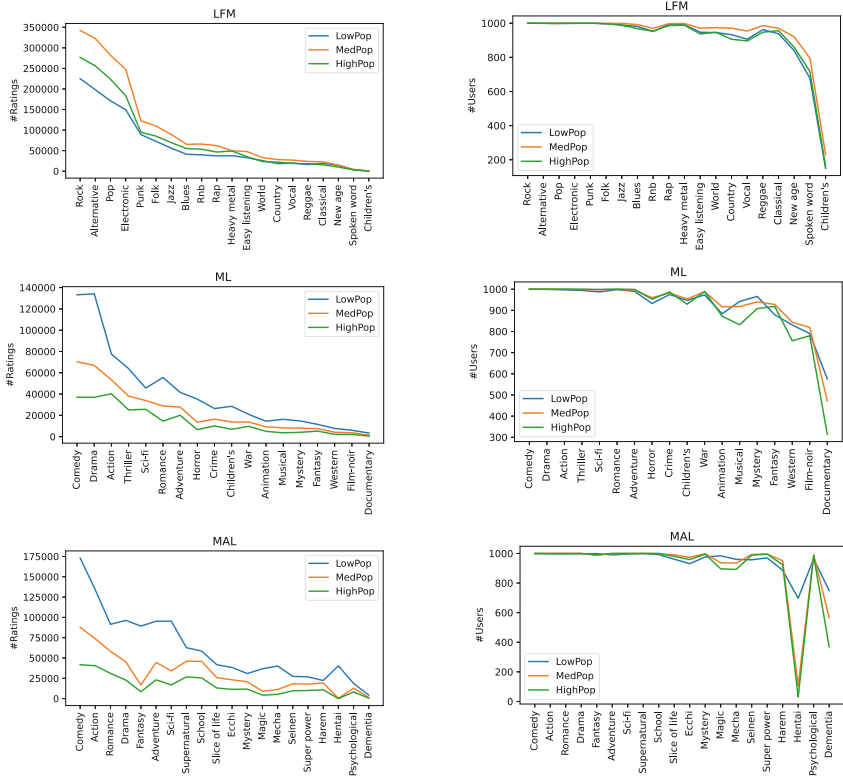 LFM
350000
300000
250000
200000
150000
100000
50000
0
#Ratings
LowPop
MedPop
HighPop
Rock
Alternative
Pop
Electronic
Punk
Folk
Jazz
Blues
Rnb
Rap
Heavy metal
Easy listening
World
Country
Vocal
Reggae
Classical
New age
Spoken word
Children's
LFM
1000
800
600
400
200
#Users
LowPop
MedPop
HighPop
Rock
Alternative
Pop
Electronic
Punk
Folk
Jazz
Blues
Rnb
Rap
Heavy metal
Easy listening
World
Country
Vocal
Reggae
Classical
New age
Spoken word
Children's
ML
140000
120000
100000
80000
60000
40000
20000
0
#Ratings
LowPop
MedPop
HighPop
Comedy
Drama
Action
Thriller
Sci-fi
Romance
Adventure
Horror
Crime
Children's
War
Animation
Musical
Mystery
Fantasy
Western
Film-noir
Documentary
ML
1000
900
800
700
600
500
400
300
#Users
LowPop
MedPop
HighPop
Comedy
Drama
Action
Thriller
Sci-fi
Romance
Adventure
Horror
Crime
Children's
War
Animation
Musical
Mystery
Fantasy
Western
Film-noir
Documentary
MAL
175000
150000
125000
100000
75000
50000
25000
0
#Ratings
LowPop
MedPop
HighPop
Comedy
Action
Romance
Drama
Fantasy
Adventure
Sci-fi
Supernatural
School
Slice of life
Ecchi
Mystery
Magic
Mecha
Seinen
Super power
Harem
Hentai
Psychological
Dementia
MAL
1000
800
600
400
200
0
#Users
LowPop
MedPop
HighPop
Comedy
Action
Romance
Drama
Fantasy
Adventure
Sci-fi
Supernatural
School
Slice of life
Ecchi
Mystery
Magic
Mecha
Seinen
Super power
Harem
Hentai
Psychological
Dementia